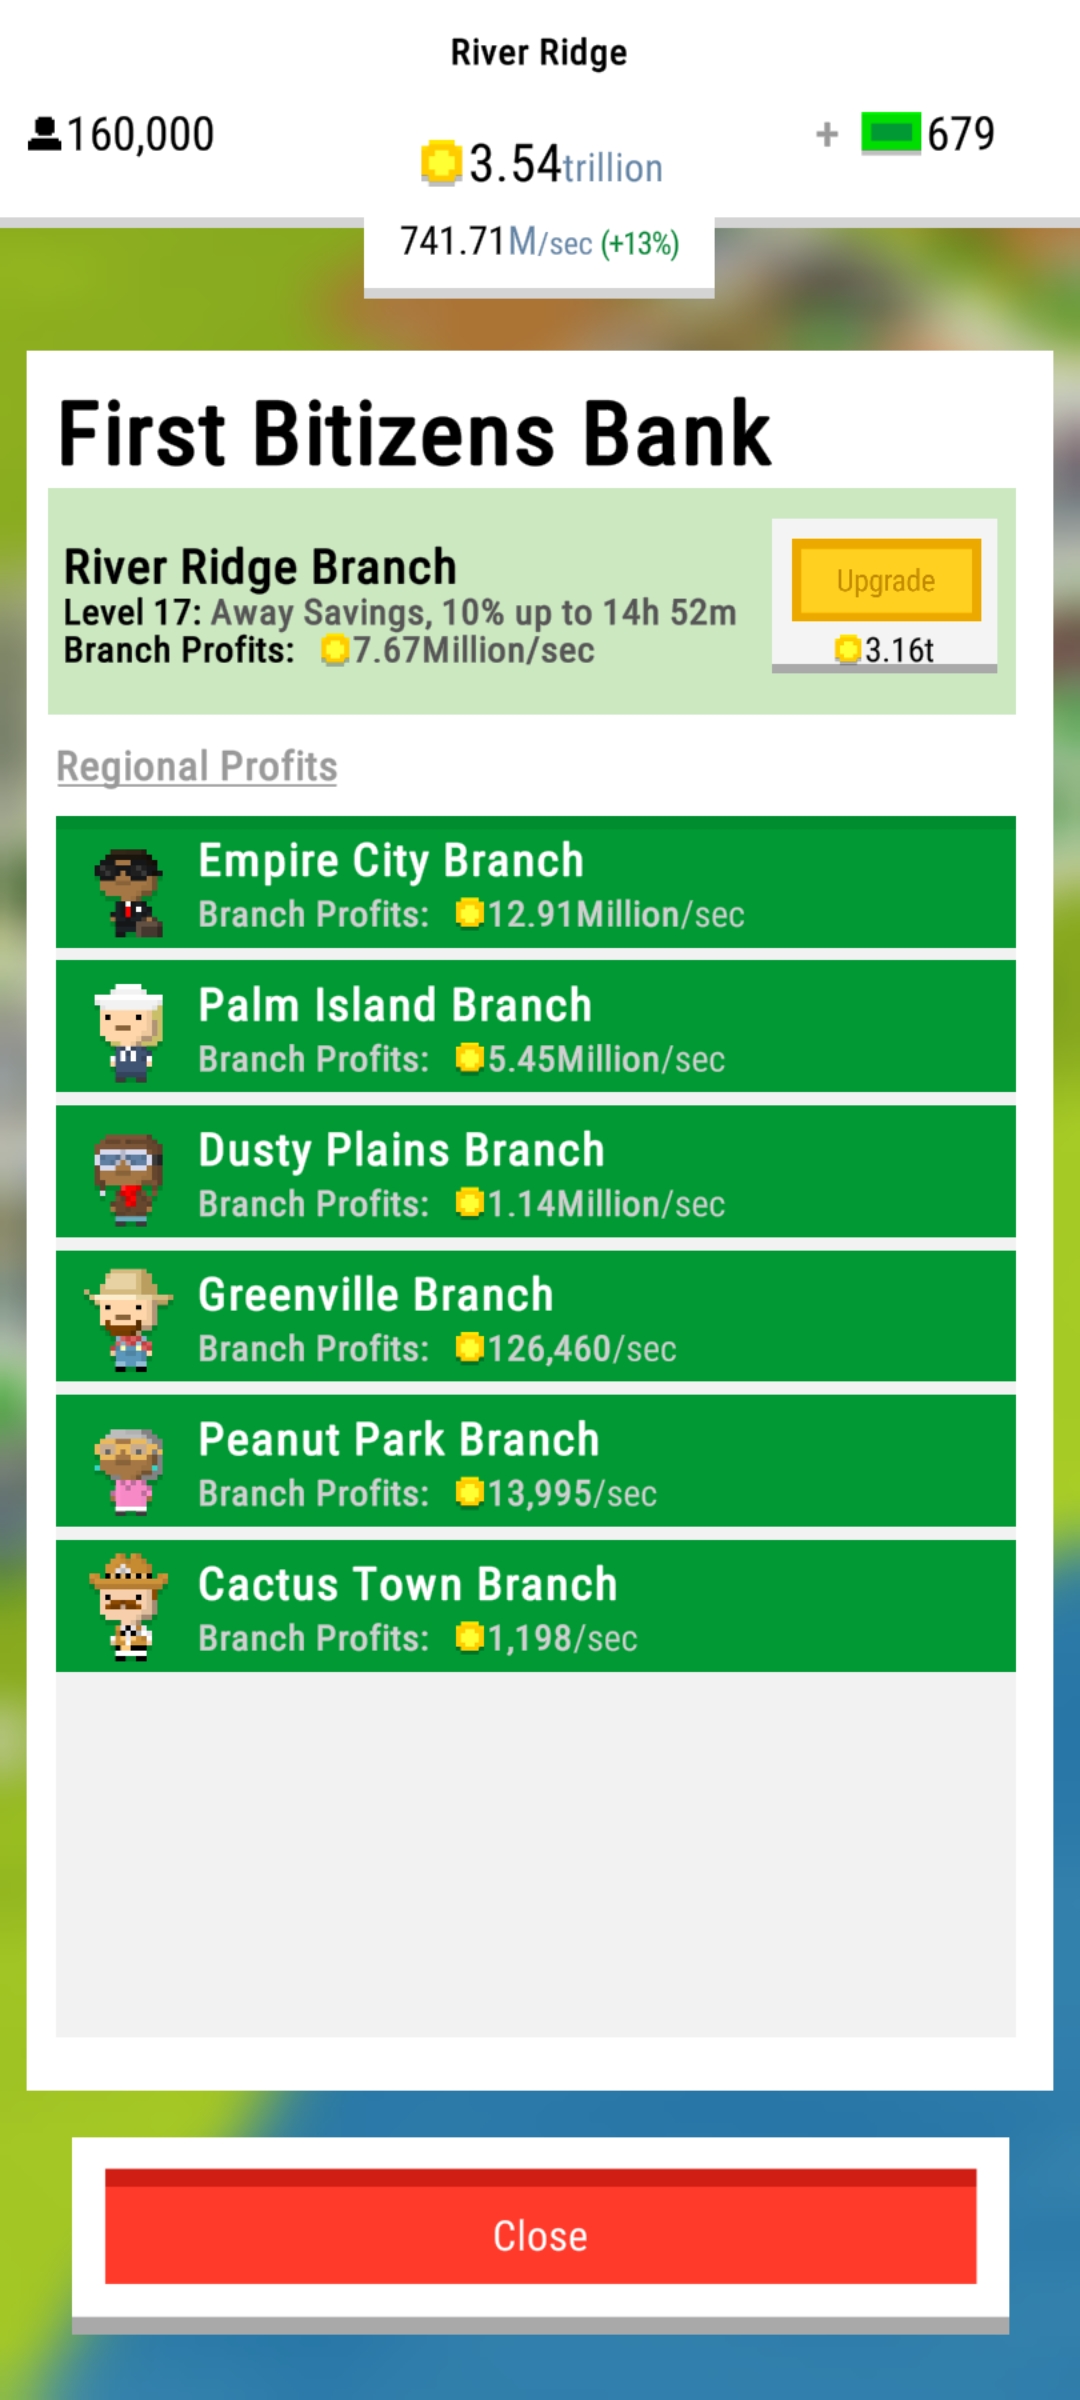 River Ridge
160,000
3.54trillion
+ 679
741.71M/sec (+13%)
First Bitizens Bank
River Ridge Branch
Level 17: Away Savings, 10% up to 14h 52m
Branch Profits: 7.67Million/sec
Upgrade
3.16t
Regional Profits
Empire City Branch
Branch Profits: 12.91Million/sec
Palm Island Branch
Branch Profits: 5.45Million/sec
Dusty Plains Branch
Branch Profits: 1.14Million/sec
Greenville Branch
Branch Profits: 126,460/sec
Peanut Park Branch
Branch Profits: 13,995/sec
Cactus Town Branch
Branch Profits: 1,198/sec
Close